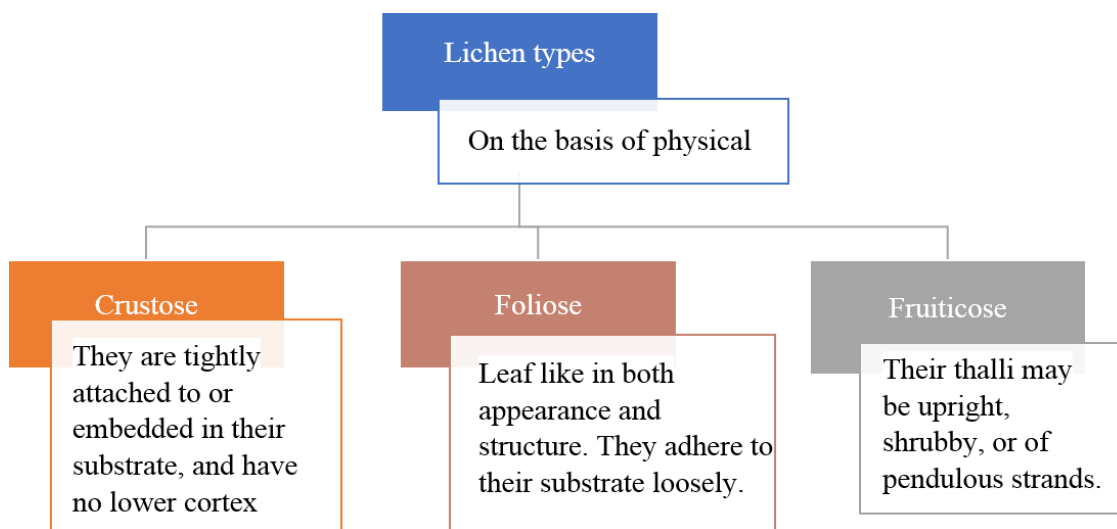 Lichen types
On the basis of physical
Crustose
They are tightly
attached to or
embedded in their
substrate, and have
no lower cortex
Foliose
Leaf like in both
appearance and
structure. They adhere to
their substrate loosely.
Fruiticose
Their thalli may
be upright,
shrubby, or of
pendulous strands.